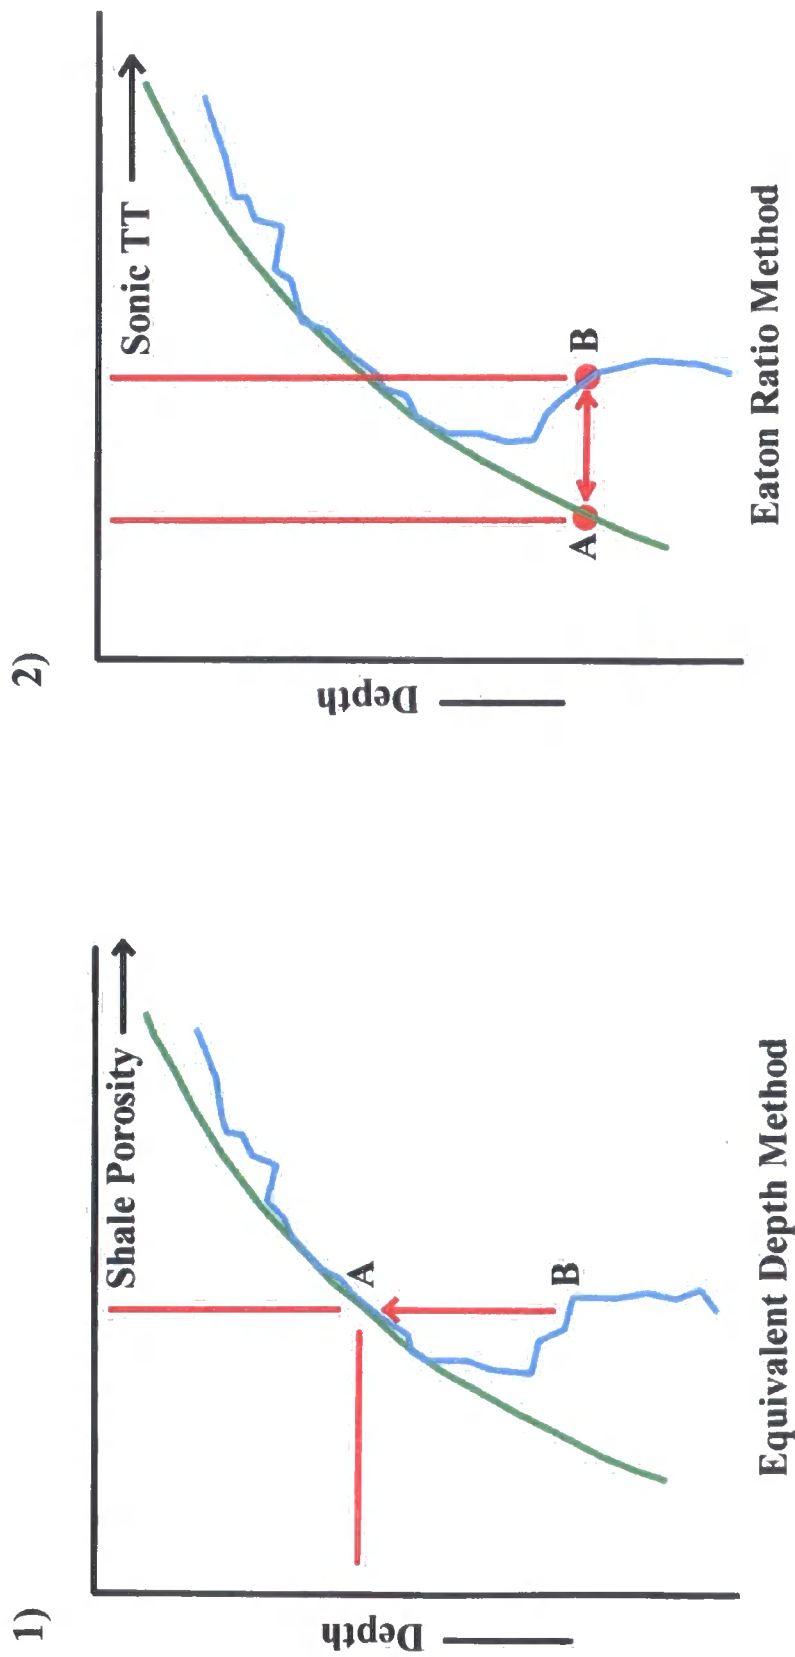 1)
Shale Porosity
Depth
A
B
Equivalent Depth Method
2)
Sonic TT
Depth
A
B
Eaton Ratio Method